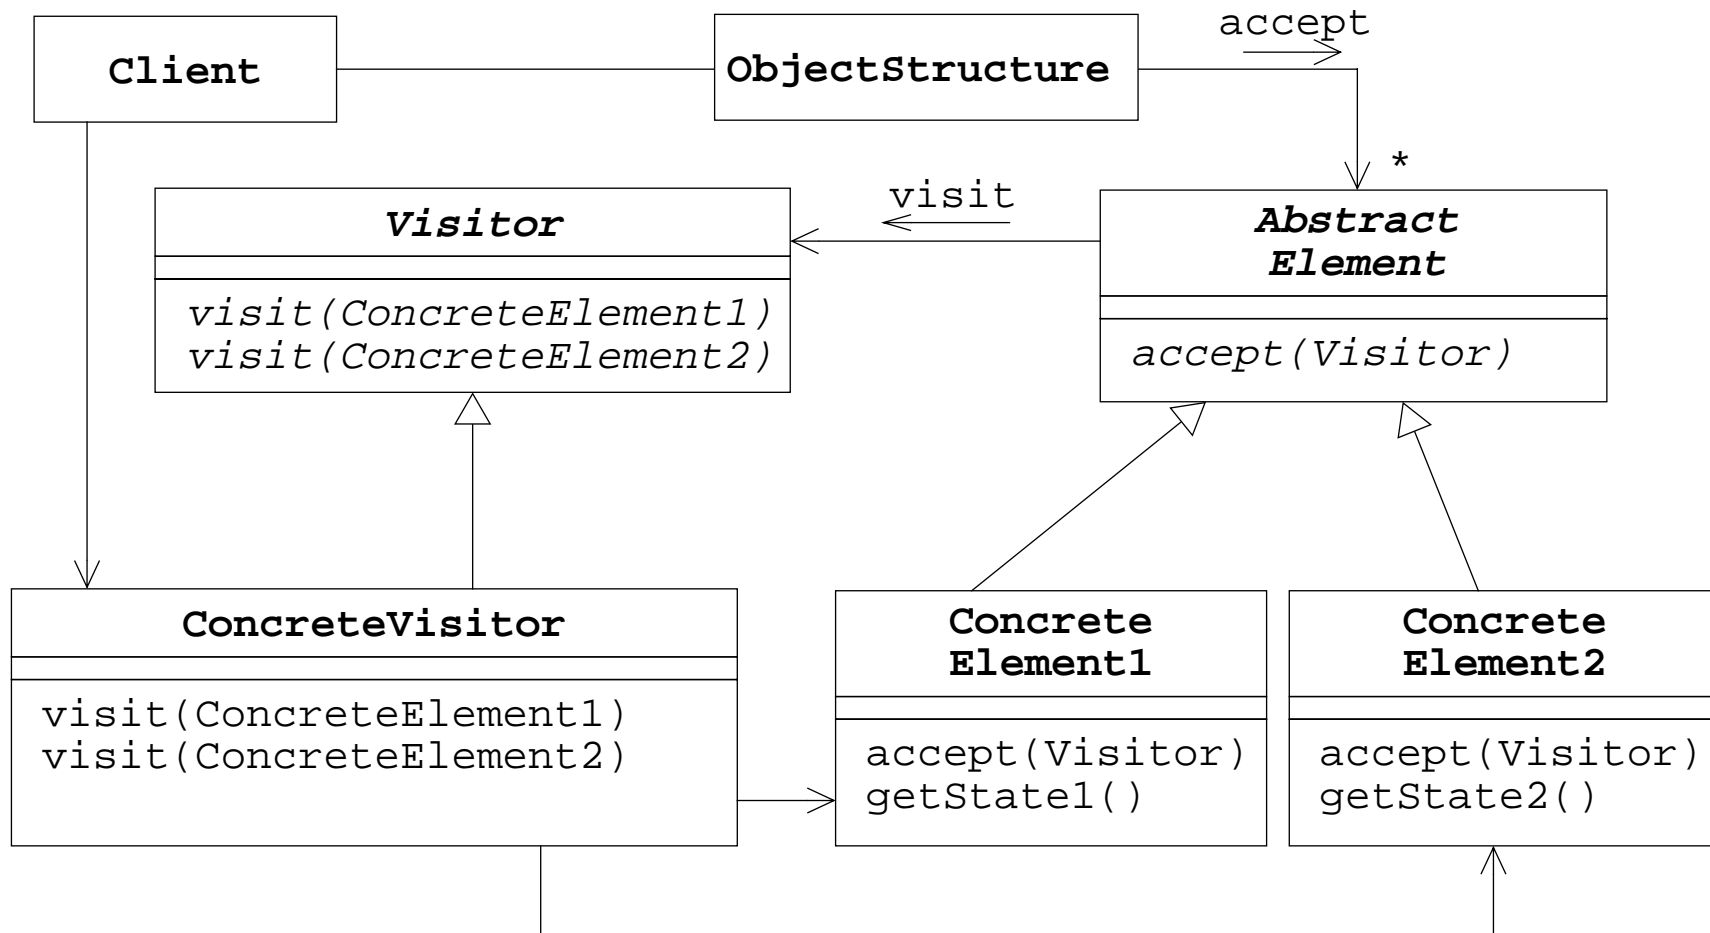 Client
ObjectStructure
accept
*
Visitor
visit(ConcreteElement1)
visit(ConcreteElement2)
visit
Abstract
Element
accept(Visitor)
ConcreteVisitor
visit(ConcreteElement1)
visit(ConcreteElement2)
Concrete
Element1
accept(Visitor)
getState1()
Concrete
Element2
accept(Visitor)
getState2()